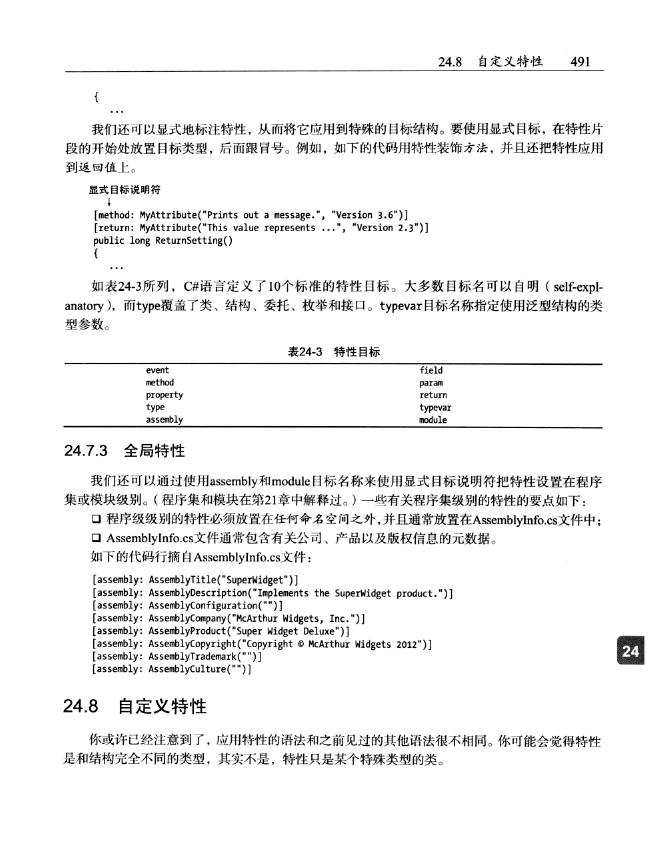 24.8 自定义特性 491
{
...
我们还可以显式地标注特性，从而将它应用到特殊的目标结构。要使用显式目标，在特性片
段的开始处放置目标类型，后面跟冒号。例如，如下的代码用特性装饰方法，并且还把特性应用
到返回值上。
显式目标说明符
↓
[method: MyAttribute("Prints out a message.", "Version 3.6")]
[return: MyAttribute("This value represents ...", "Version 2.3")]
public long ReturnSetting()
{
...
如表24-3所列，C#语言定义了10个标准的特性目标。大多数目标名可以自明（self-expl-
anatory），而type覆盖了类、结构、委托、枚举和接口。typevar目标名称指定使用泛型结构的类
型参数。
表24-3 特性目标
event field
method param
property return
type typevar
assembly module
24.7.3 全局特性
我们还可以通过使用assembly和module目标名称来使用显式目标说明符把特性设置在程序
集或模块级别。（程序集和模块在第21章中解释过。）一些有关程序集级别的特性的要点如下：
❑ 程序级级别的特性必须放置在任何命名空间之外，并且通常放置在AssemblyInfo.cs文件中；
❑ AssemblyInfo.cs文件通常包含有关公司、产品以及版权信息的元数据。
如下的代码行摘自AssemblyInfo.cs文件：
[assembly: AssemblyTitle("SuperWidget")]
[assembly: AssemblyDescription("Implements the SuperWidget product.")]
[assembly: AssemblyConfiguration("")]
[assembly: AssemblyCompany("McArthur Widgets, Inc.")]
[assembly: AssemblyProduct("Super Widget Deluxe")]
[assembly: AssemblyCopyright("Copyright © McArthur Widgets 2012")]
[assembly: AssemblyTrademark("")]
[assembly: AssemblyCulture("")]
24
24.8 自定义特性
你或许已经注意到了，应用特性的语法和之前见过的其他语法很不相同。你可能会觉得特性
是和结构完全不同的类型，其实不是，特性只是某个特殊类型的类。